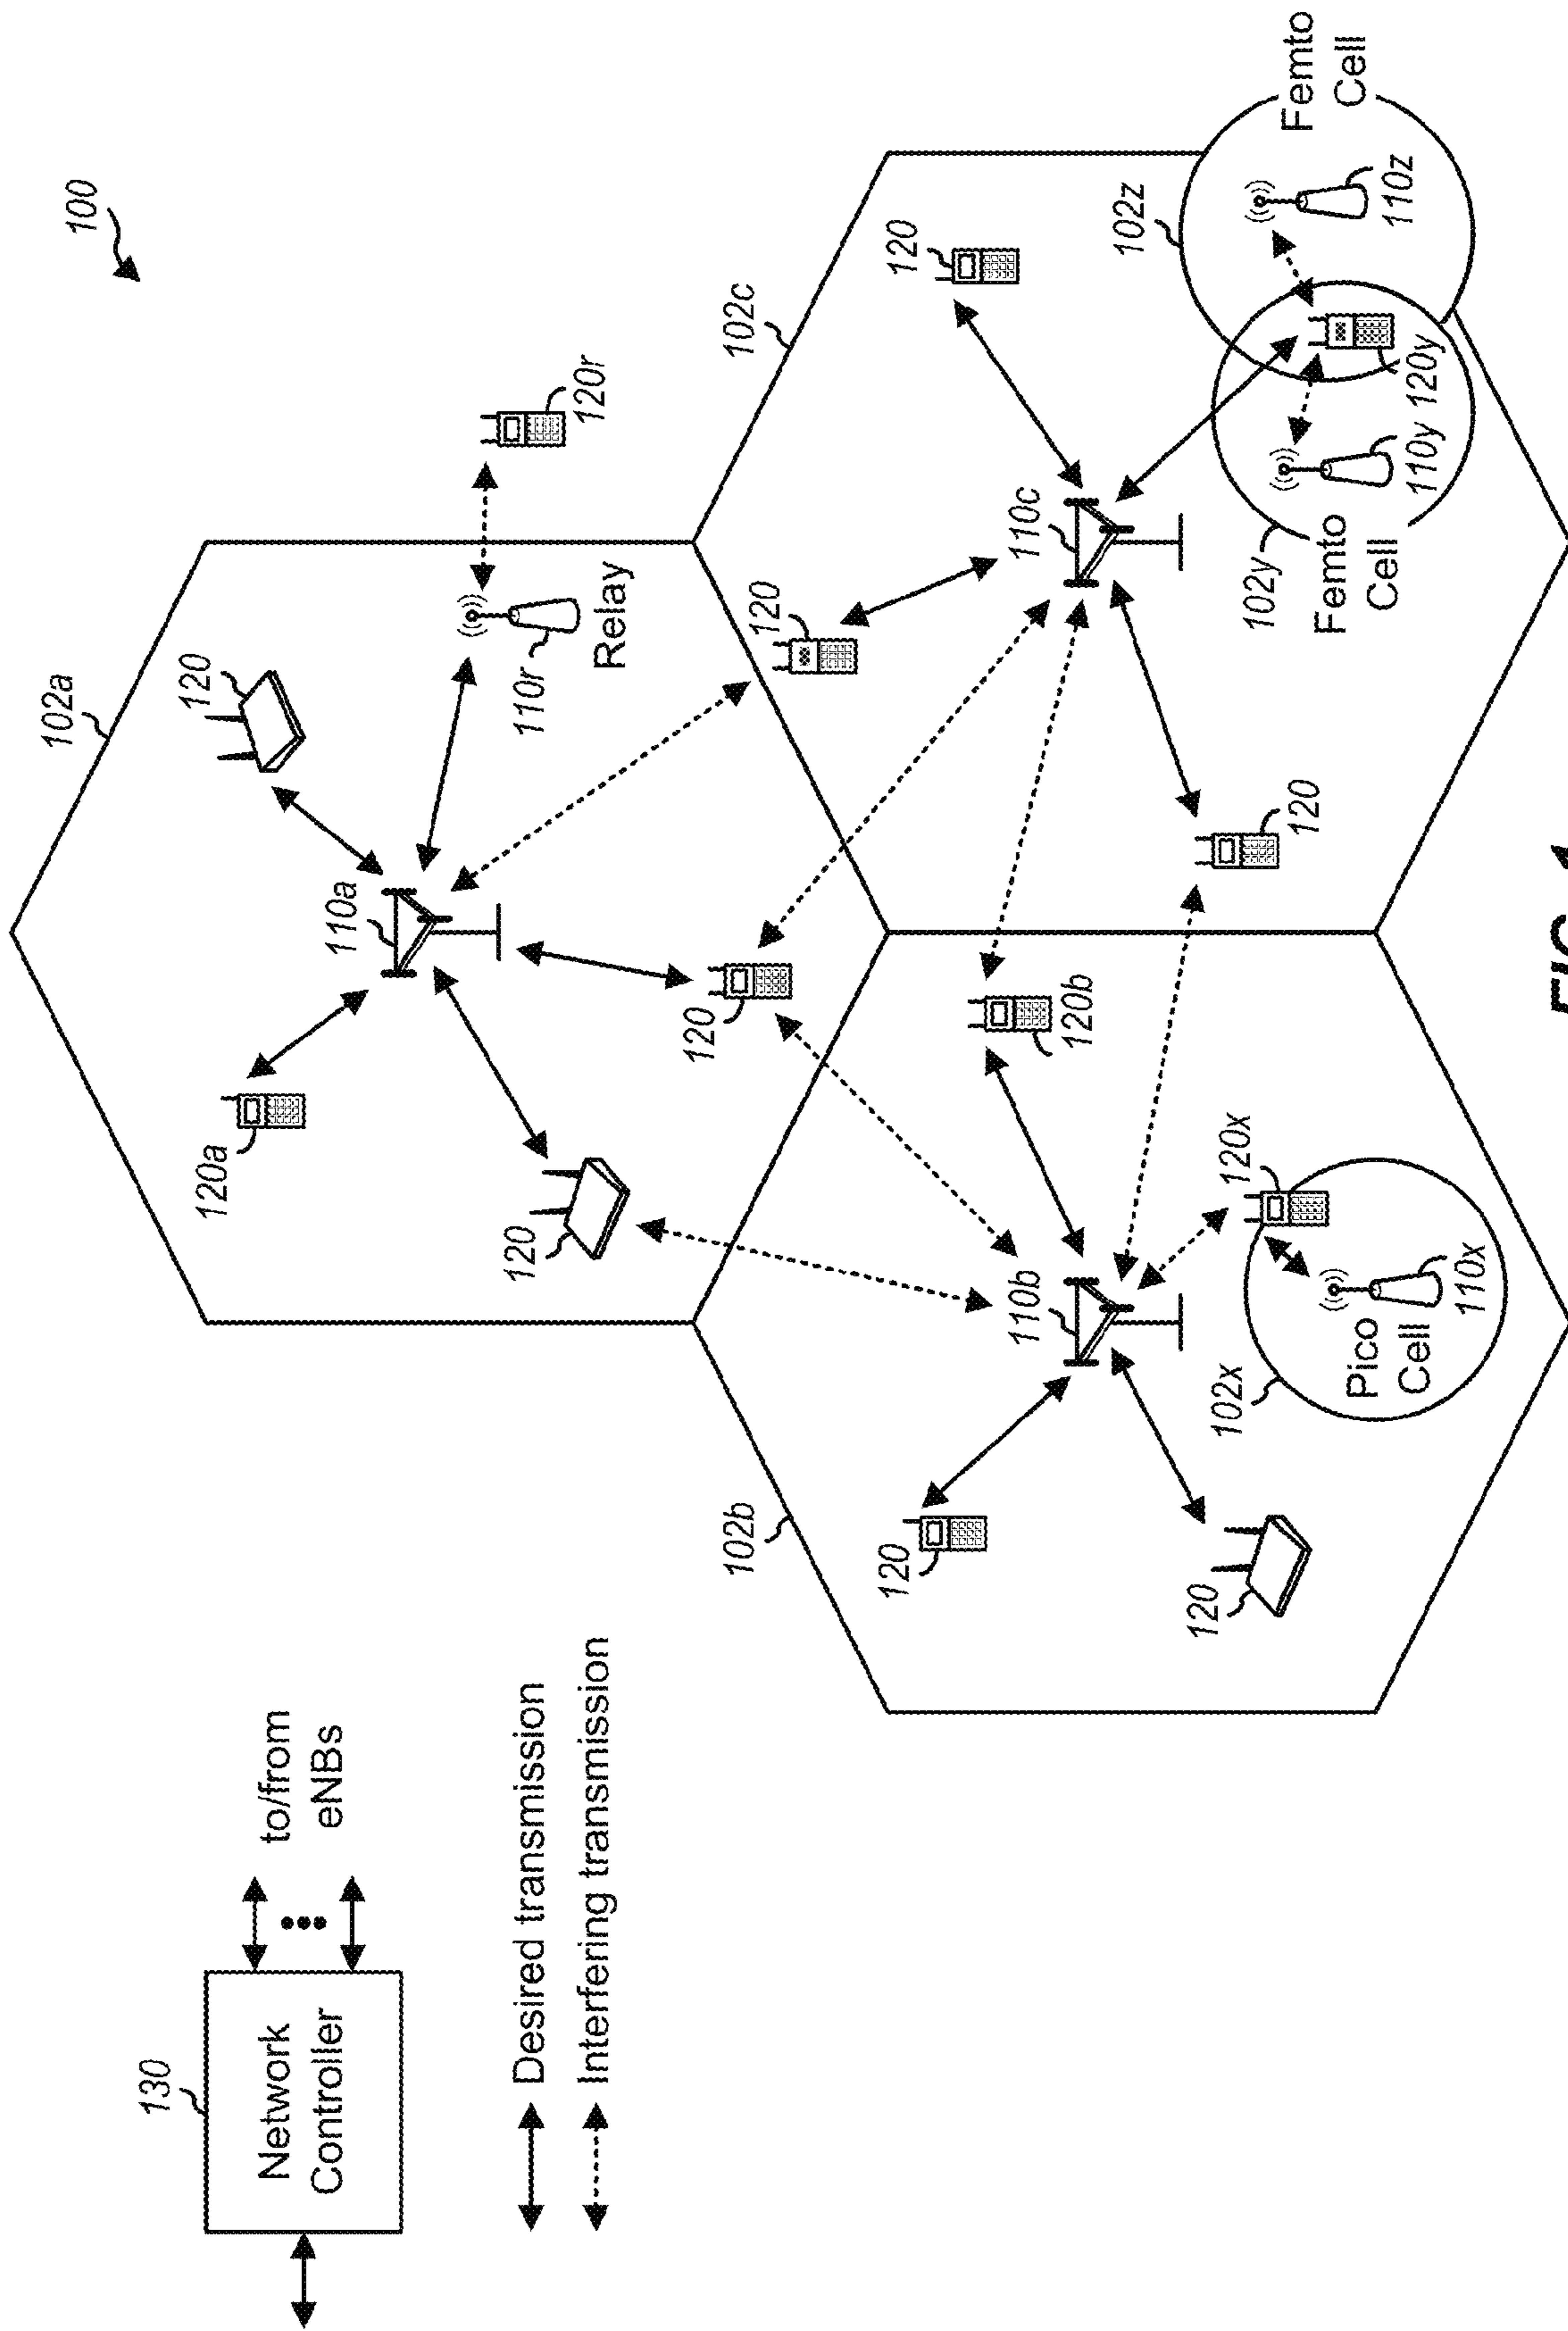 100
130
Network
Controller
to/from
eNBs
Desired transmission
Interfering transmission
102a
120a
120
110a
120
110r
Relay
120r
120
120
102b
120
110b
120b
120
102x
Pico
Cell
110x
120x
102c
120
110c
120
102y
Femto
Cell
110y
120y
102z
110z
Femto
Cell
FIG. 1